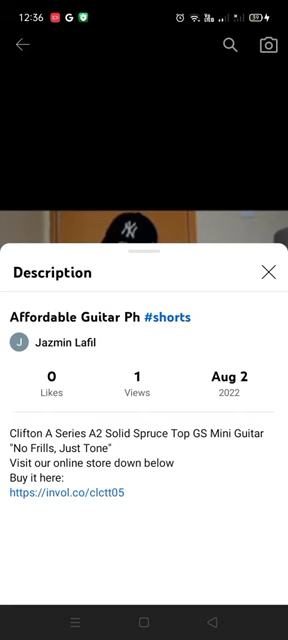 12:36
Description
Affordable Guitar Ph #shorts
J Jazmin Lafil
0 1 Aug 2
Likes Views 2022
Clifton A Series A2 Solid Spruce Top GS Mini Guitar
"No Frills, Just Tone"
Visit our online store down below
Buy it here:
https://invol.co/clctt05